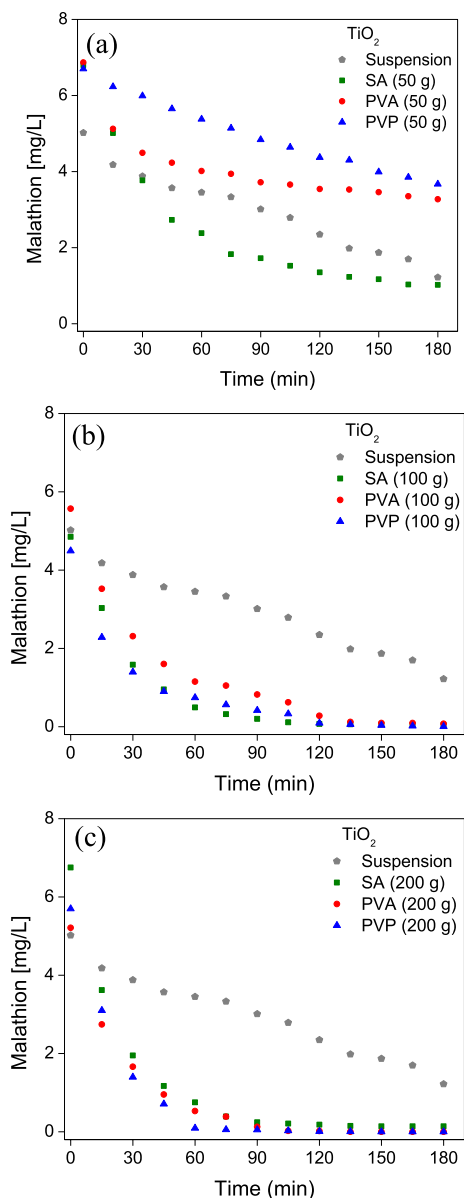 (a)
TiO2
Suspension
SA (50 g)
PVA (50 g)
PVP (50 g)
Malathion [mg/L]
8
6
4
2
0
0 30 60 90 120 150 180
Time (min)
(b)
TiO2
Suspension
SA (100 g)
PVA (100 g)
PVP (100 g)
Malathion [mg/L]
8
6
4
2
0
0 30 60 90 120 150 180
Time (min)
(c)
TiO2
Suspension
SA (200 g)
PVA (200 g)
PVP (200 g)
Malathion [mg/L]
8
6
4
2
0
0 30 60 90 120 150 180
Time (min)